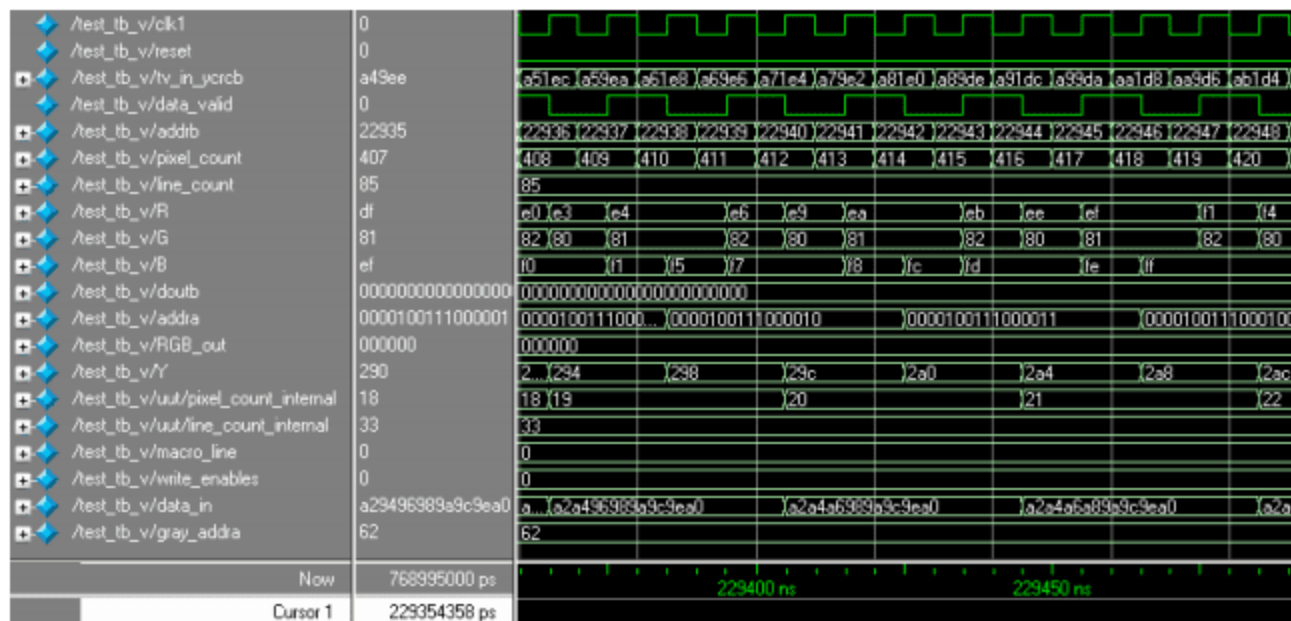 /test_tb_v/clk1 0
/test_tb_v/reset 0
/test_tb_v/tv_in_ycrcb a49ee a51ec a59ea a61e8 a69e6 a71e4 a79e2 a81e0 a89de a91dc a99da aa1d8 aa9d6 ab1d4
/test_tb_v/data_valid 0
/test_tb_v/addrb 22935 22936 22937 22938 22939 22940 22941 22942 22943 22944 22945 22946 22947 22948
/test_tb_v/pixel_count 407 408 409 410 411 412 413 414 415 416 417 418 419 420
/test_tb_v/line_count 85 85
/test_tb_v/R df e0 e3 e4 e6 e9 ea eb ee ef f1 f4
/test_tb_v/G 81 82 80 81 82 80 81 82 80 81 82 80
/test_tb_v/B ef f0 f1 f5 f7 f8 fc fd fe ff
/test_tb_v/doutb 0000000000000000 000000000000000000000000
/test_tb_v/addra 0000100111000001 0000100111000... 0000100111000010 0000100111000011 0000100111000100
/test_tb_v/RGB_out 000000 000000
/test_tb_v/Y 290 2... 294 298 29c 2a0 2a4 2a8 2ac
/test_tb_v/uut/pixel_count_internal 18 18 19 20 21 22
/test_tb_v/uut/line_count_internal 33 33
/test_tb_v/macro_line 0 0
/test_tb_v/write_enables 0 0
/test_tb_v/data_in a29496989a9c9ea0 a... a2a496989a9c9ea0 a2a4a6989a9c9ea0 a2a4a6a89a9c9ea0 a2a
/test_tb_v/gray_addra 62 62
Now 768995000 ps 229400 ns 229450 ns
Cursor 1 229354358 ps